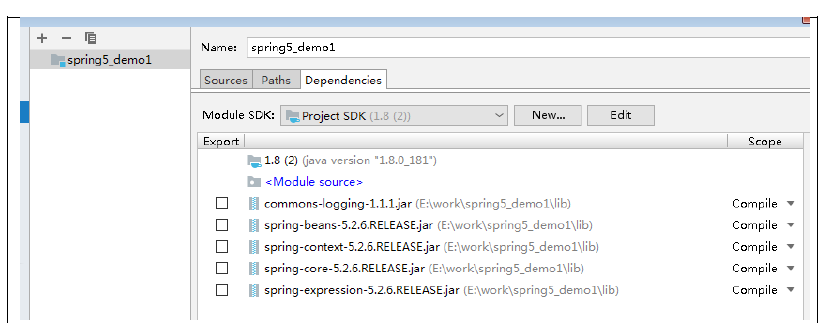 spring5_demo1
Name: spring5_demo1
Sources Paths Dependencies
Module SDK: Project SDK (1.8 (2)) New... Edit
Export Scope
1.8 (2) (java version "1.8.0_181")
<Module source>
commons-logging-1.1.1.jar (E:\work\spring5_demo1\lib) Compile
spring-beans-5.2.6.RELEASE.jar (E:\work\spring5_demo1\lib) Compile
spring-context-5.2.6.RELEASE.jar (E:\work\spring5_demo1\lib) Compile
spring-core-5.2.6.RELEASE.jar (E:\work\spring5_demo1\lib) Compile
spring-expression-5.2.6.RELEASE.jar (E:\work\spring5_demo1\lib) Compile